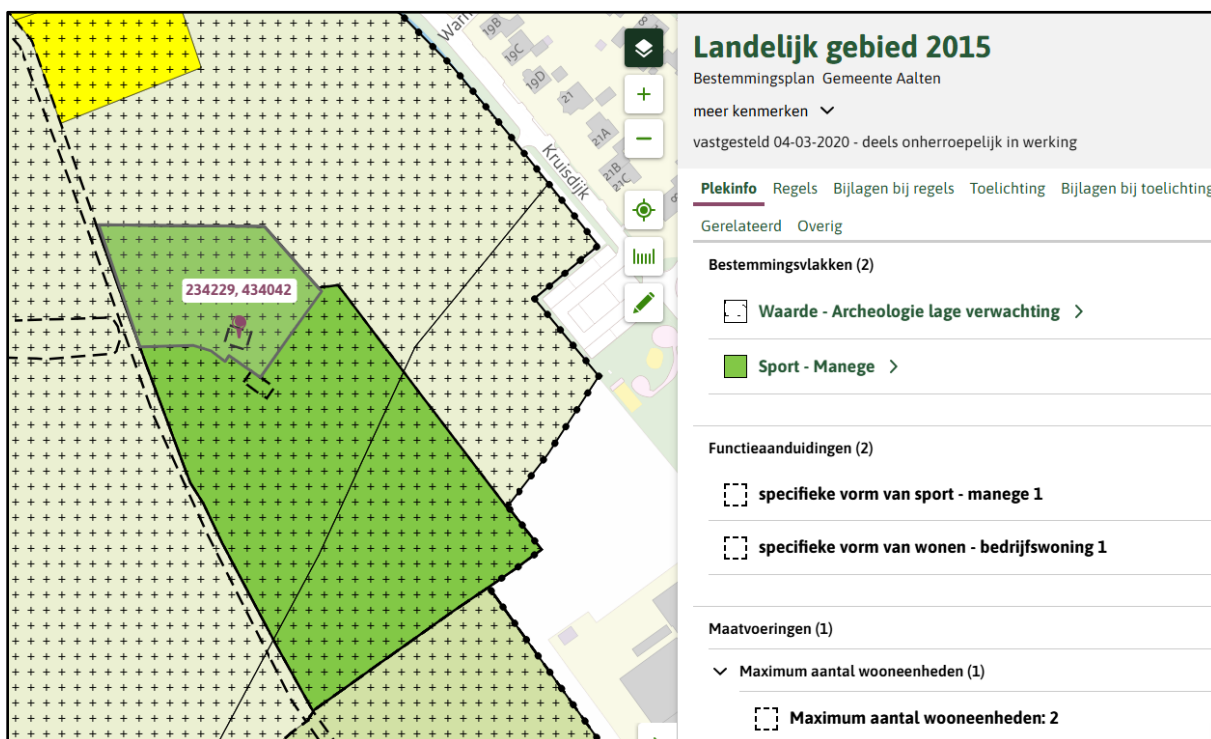 Warm
19B
19C
19D
21
21A
21B
21C
Kruisdijk
234229, 434042
Landelijk gebied 2015
Bestemmingsplan Gemeente Aalten
meer kenmerken
vastgesteld 04-03-2020 - deels onherroepelijk in werking
Plekinfo Regels Bijlagen bij regels Toelichting Bijlagen bij toelichting
Gerelateerd Overig
Bestemmingsvlakken (2)
Waarde - Archeologie lage verwachting
Sport - Manege
Functieaanduidingen (2)
specifieke vorm van sport - manege 1
specifieke vorm van wonen - bedrijfswoning 1
Maatvoeringen (1)
Maximum aantal wooneenheden (1)
Maximum aantal wooneenheden: 2